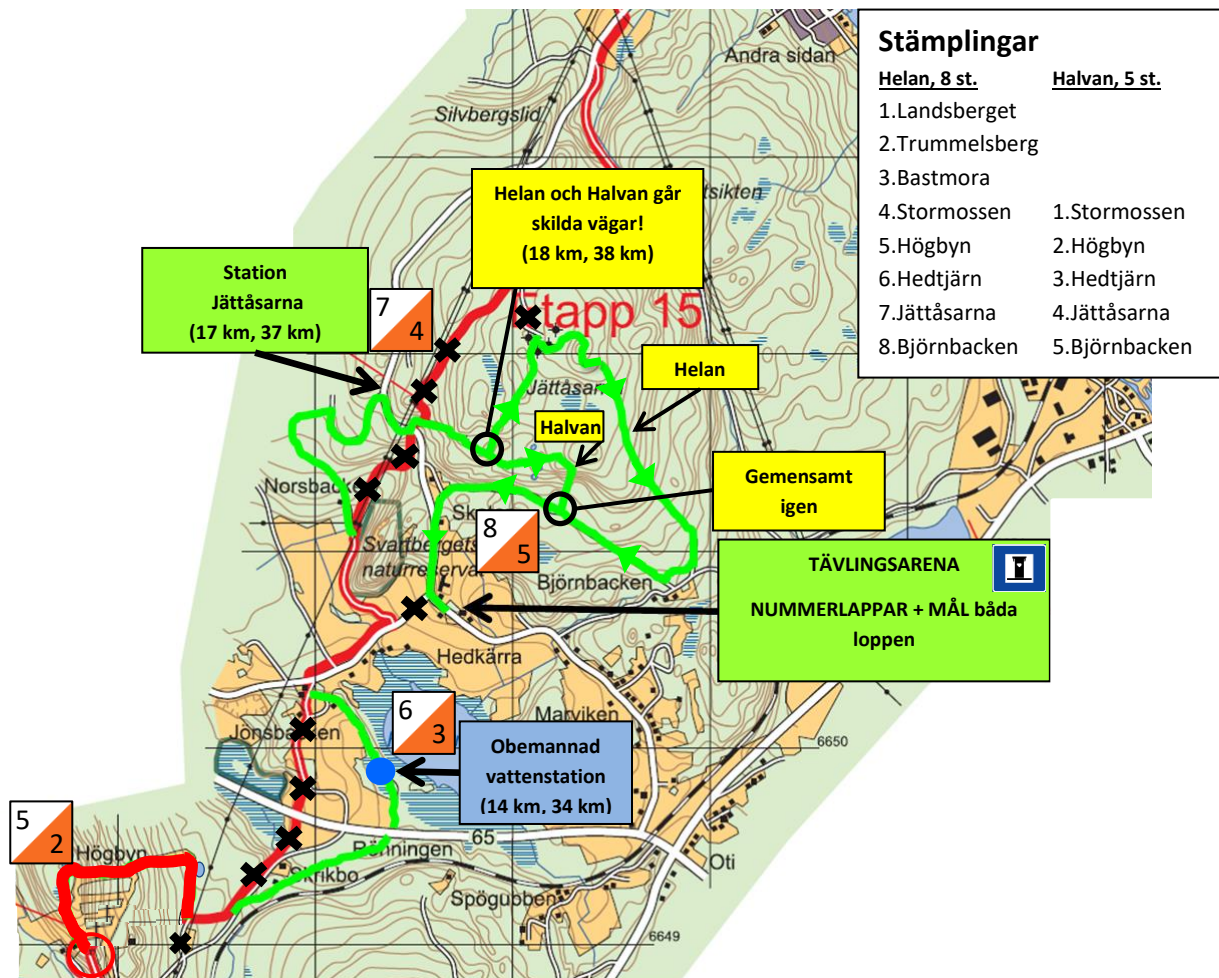 Stämplingar
Helan, 8 st. Halvan, 5 st.
1.Landsberget
2.Trummelsberg
3.Bastmora
4.Stormossen 1.Stormossen
5.Högbyn 2.Högbyn
6.Hedtjärn 3.Hedtjärn
7.Jättåsarna 4.Jättåsarna
8.Björnbacken 5.Björnbacken
Andra sidan
Silvbergslid
Helan och Halvan går
skilda vägar!
(18 km, 38 km)
Station
Jättåsarna
(17 km, 37 km)
7
4
Etapp 15
Helan
Halvan
Gemensamt
igen
8
5
Svartbergets
naturreservat
Björnbacken
TÄVLINGSARENA
NUMMERLAPPAR + MÅL båda
loppen
Hedkärra
Marviken
Jönsbacken
6
3
Obemannad
vattenstation
(14 km, 34 km)
6650
5
2
Högbyn
65
Rönningen
Skrikbo
Oti
Spögubben
6649